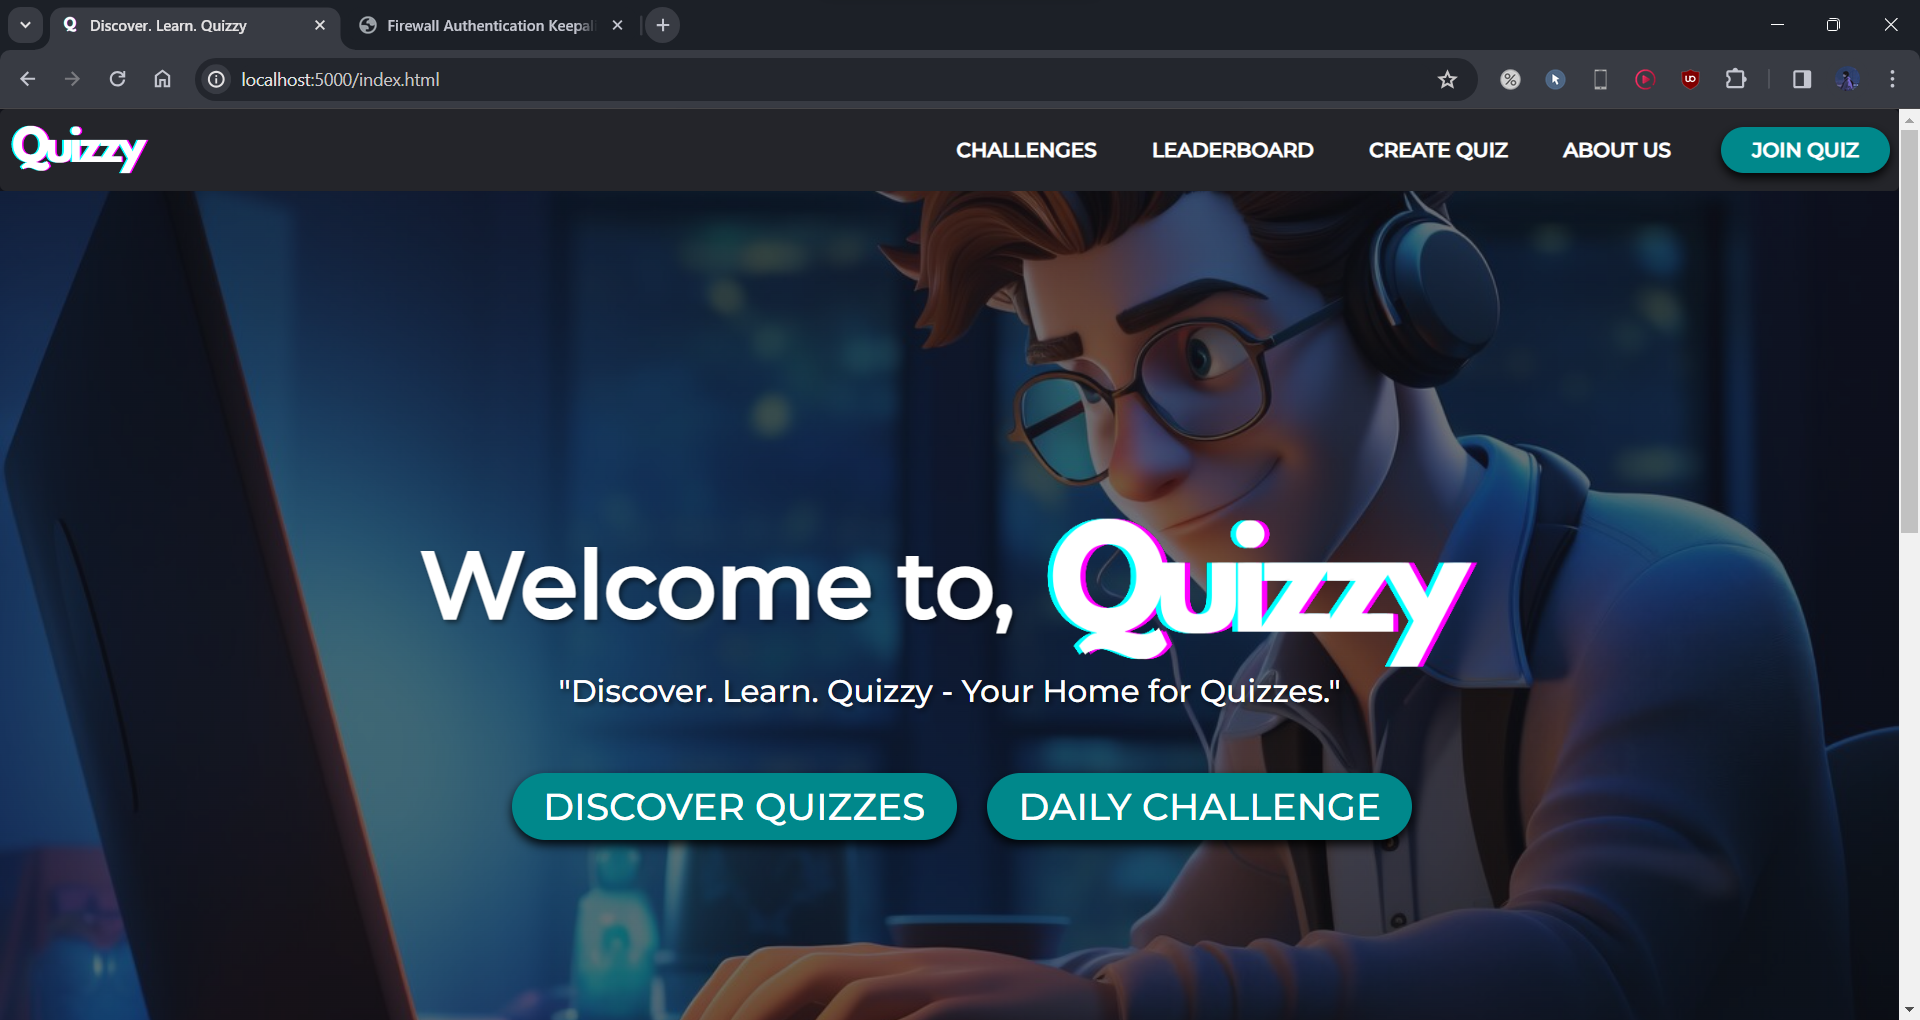 Discover. Learn. Quizzy
Firewall Authentication Keepal
localhost:5000/index.html
Quizzy
CHALLENGES
LEADERBOARD
CREATE QUIZ
ABOUT US
JOIN QUIZ
Welcome to, Quizzy
"Discover. Learn. Quizzy - Your Home for Quizzes."
DISCOVER QUIZZES
DAILY CHALLENGE